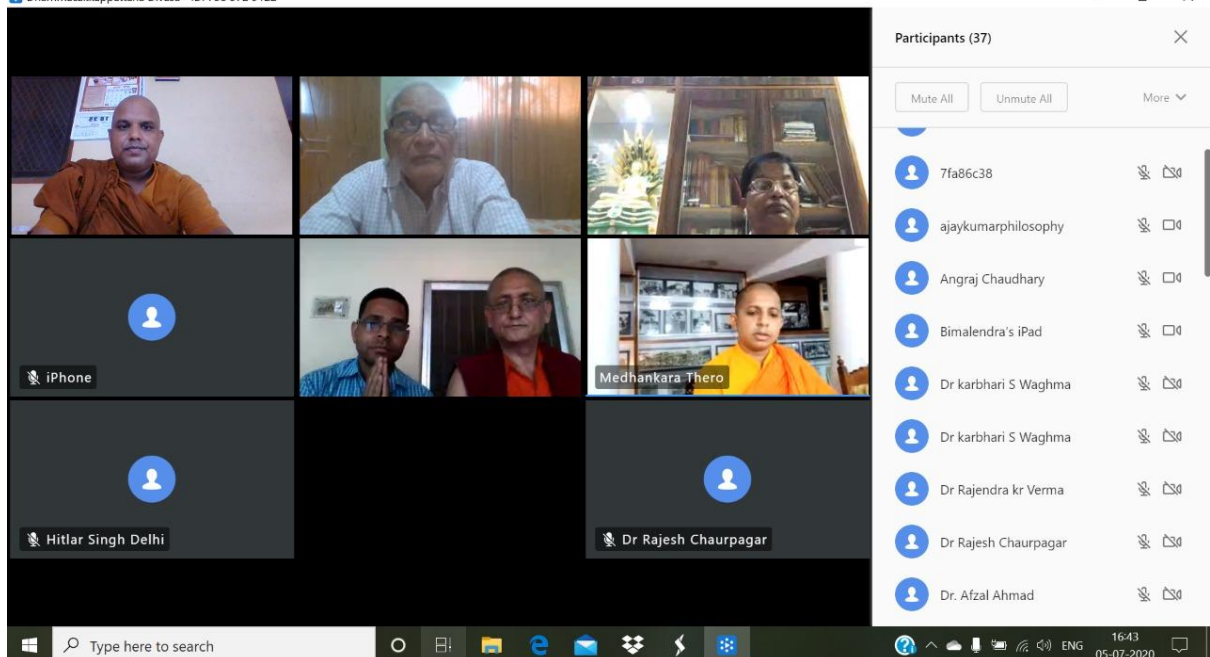 Participants (37)
Mute All
Unmute All
More
7fa86c38
ajaykumarphilosophy
Angraj Chaudhary
Bimalendra's iPad
Dr karbhari S Waghma
Dr karbhari S Waghma
Dr Rajendra kr Verma
Dr Rajesh Chaurpagar
Dr. Afzal Ahmad
iPhone
Medhankara Thero
Hitlar Singh Delhi
Dr Rajesh Chaurpagar
Type here to search
ENG
16:43
05-07-2020